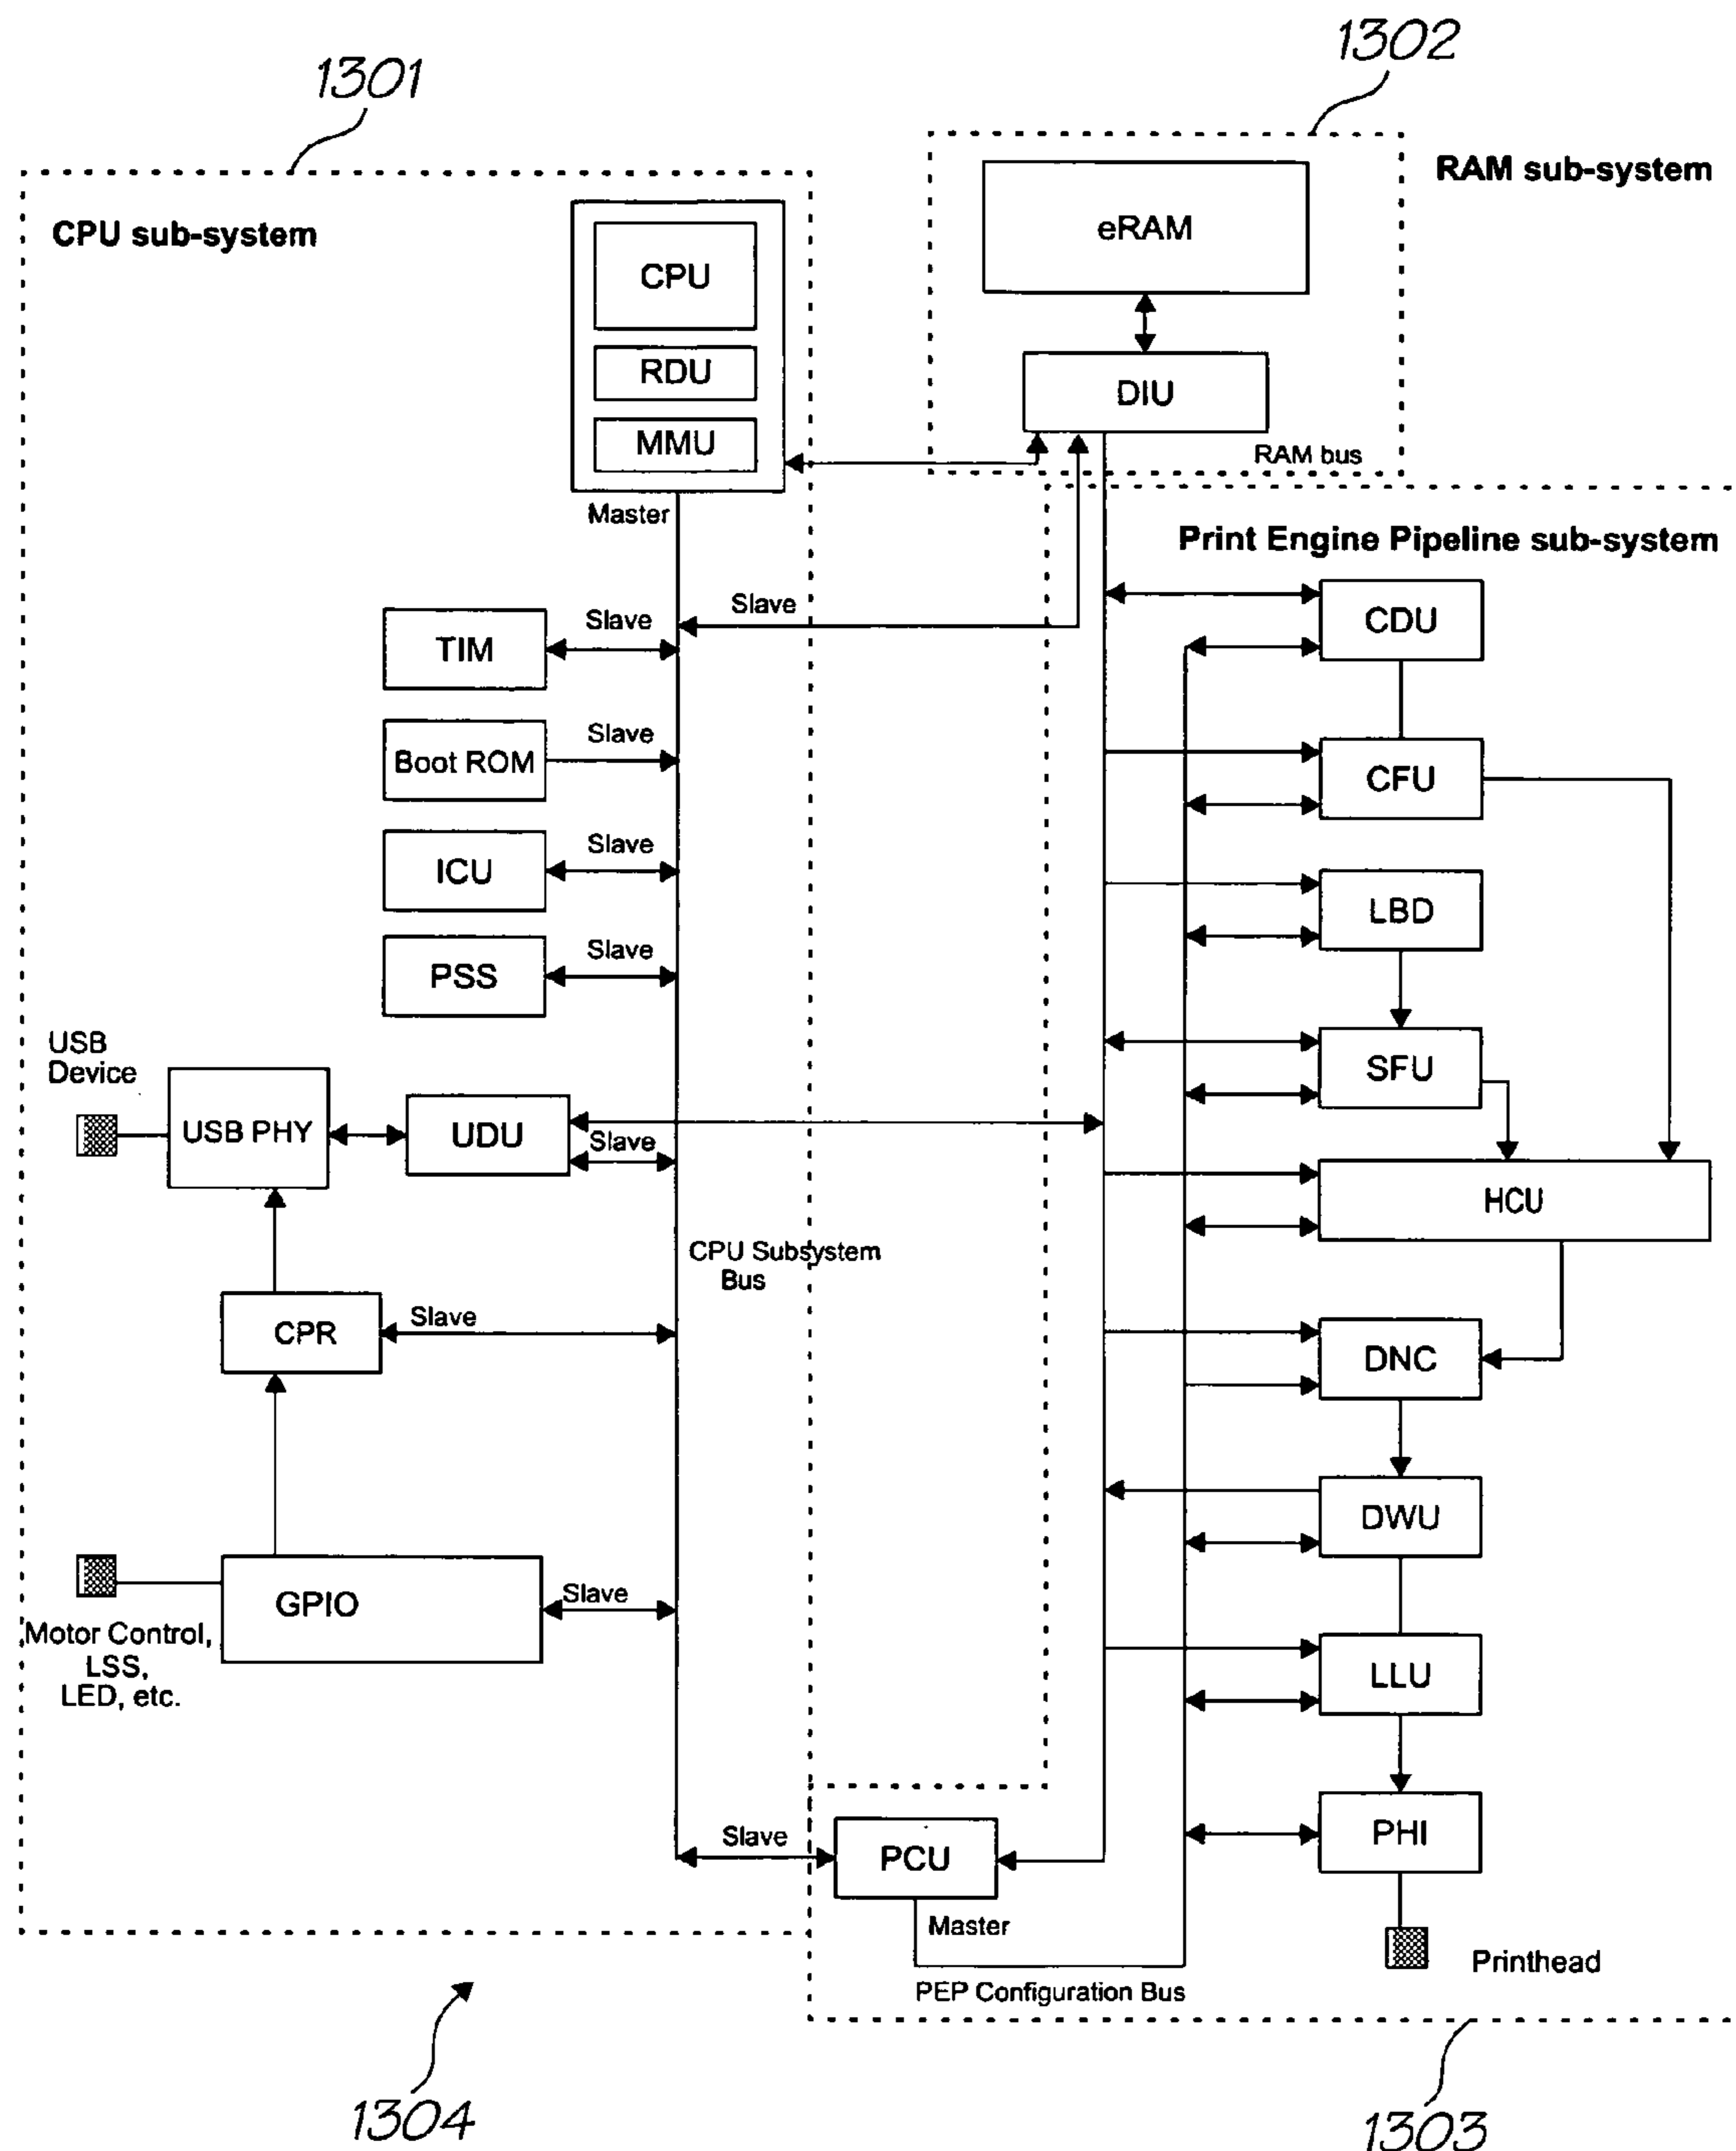 1302
1301
RAM sub-system
CPU sub-system
eRAM
CPU
RDU
DIU
MMU
RAM bus
Master
Print Engine Pipeline sub-system
Slave
Slave
CDU
TIM
Slave
Boot ROM
CFU
Slave
ICU
LBD
Slave
PSS
USB
Device
SFU
USB PHY
UDU
Slave
HCU
CPU Subsystem
Bus
Slave
CPR
DNC
DWU
Slave
GPIO
Motor Control,
LSS,
LED, etc.
LLU
Slave
PCU
PHI
Master
Printhead
PEP Configuration Bus
1304
1303